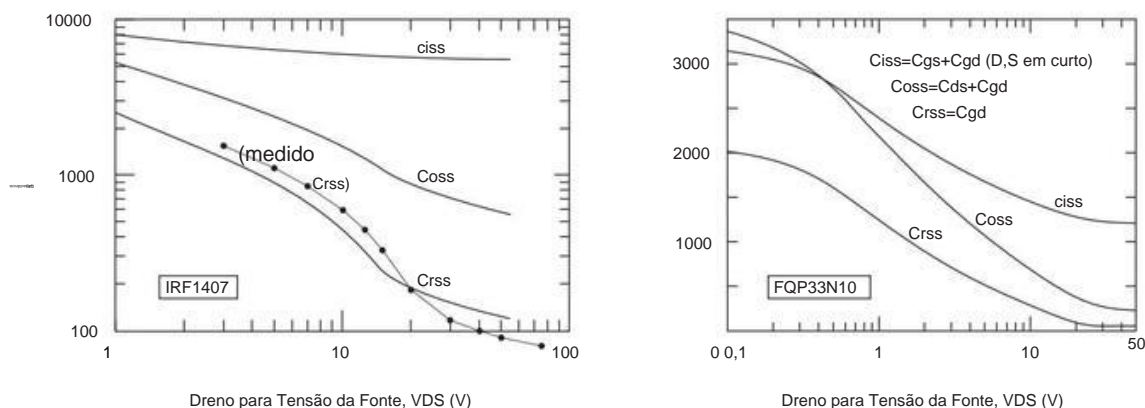 10000
1000
100
1
10
100
ciss
(medido
Crss)
Coss
Crss
IRF1407
Dreno para Tensão da Fonte, VDS (V)
3000
2000
1000
0 0,1
1
10
50
Ciss=Cgs+Cgd (D,S em curto)
Coss=Cds+Cgd
Crss=Cgd
ciss
Coss
Crss
FQP33N10
Dreno para Tensão da Fonte, VDS (V)